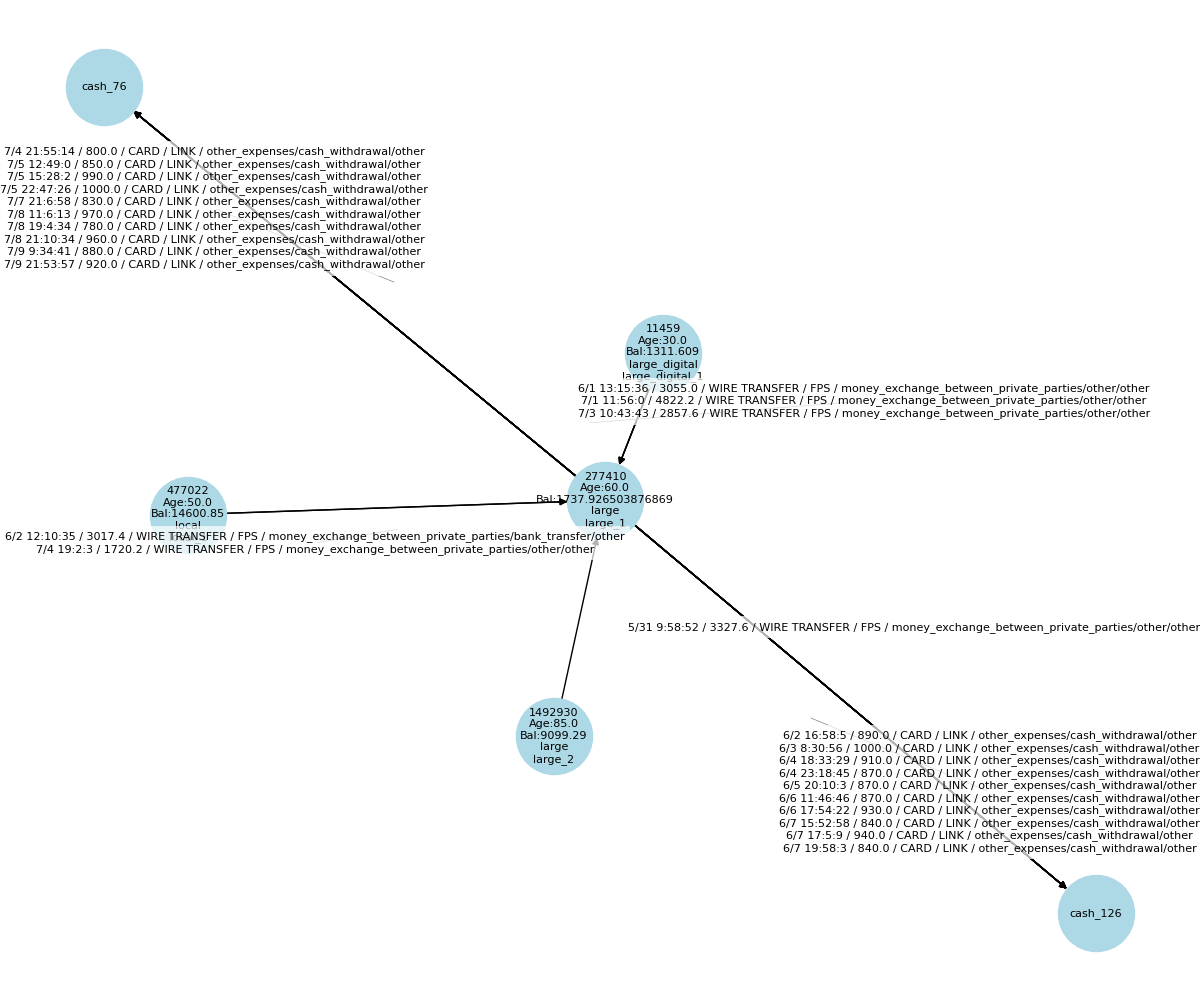 cash_76
7/4 21:55:14 / 800.0 / CARD / LINK / other_expenses/cash_withdrawal/other
7/5 12:49:0 / 850.0 / CARD / LINK / other_expenses/cash_withdrawal/other
7/5 15:28:2 / 990.0 / CARD / LINK / other_expenses/cash_withdrawal/other
7/5 22:47:26 / 1000.0 / CARD / LINK / other_expenses/cash_withdrawal/other
7/7 21:6:58 / 830.0 / CARD / LINK / other_expenses/cash_withdrawal/other
7/8 11:6:13 / 970.0 / CARD / LINK / other_expenses/cash_withdrawal/other
7/8 19:4:34 / 780.0 / CARD / LINK / other_expenses/cash_withdrawal/other
7/8 21:10:34 / 960.0 / CARD / LINK / other_expenses/cash_withdrawal/other
7/9 9:34:41 / 880.0 / CARD / LINK / other_expenses/cash_withdrawal/other
7/9 21:53:57 / 920.0 / CARD / LINK / other_expenses/cash_withdrawal/other
11459
Age:30.0
Bal:1311.609
large_digital
large_digital_1
6/1 13:15:36 / 3055.0 / WIRE TRANSFER / FPS / money_exchange_between_private_parties/other/other
7/1 11:56:0 / 4822.2 / WIRE TRANSFER / FPS / money_exchange_between_private_parties/other/other
7/3 10:43:43 / 2857.6 / WIRE TRANSFER / FPS / money_exchange_between_private_parties/other/other
277410
Age:60.0
Bal:1737.926503876869
large
large_1
477022
Age:50.0
Bal:14600.85
local
6/2 12:10:35 / 3017.4 / WIRE TRANSFER / FPS / money_exchange_between_private_parties/bank_transfer/other
7/4 19:2:3 / 1720.2 / WIRE TRANSFER / FPS / money_exchange_between_private_parties/other/other
5/31 9:58:52 / 3327.6 / WIRE TRANSFER / FPS / money_exchange_between_private_parties/other/other
1492930
Age:85.0
Bal:9099.29
large
large_2
6/2 16:58:5 / 890.0 / CARD / LINK / other_expenses/cash_withdrawal/other
6/3 8:30:56 / 1000.0 / CARD / LINK / other_expenses/cash_withdrawal/other
6/4 18:33:29 / 910.0 / CARD / LINK / other_expenses/cash_withdrawal/other
6/4 23:18:45 / 870.0 / CARD / LINK / other_expenses/cash_withdrawal/other
6/5 20:10:3 / 870.0 / CARD / LINK / other_expenses/cash_withdrawal/other
6/6 11:46:46 / 870.0 / CARD / LINK / other_expenses/cash_withdrawal/other
6/6 17:54:22 / 930.0 / CARD / LINK / other_expenses/cash_withdrawal/other
6/7 15:52:58 / 840.0 / CARD / LINK / other_expenses/cash_withdrawal/other
6/7 17:5:9 / 940.0 / CARD / LINK / other_expenses/cash_withdrawal/other
6/7 19:58:3 / 840.0 / CARD / LINK / other_expenses/cash_withdrawal/other
cash_126